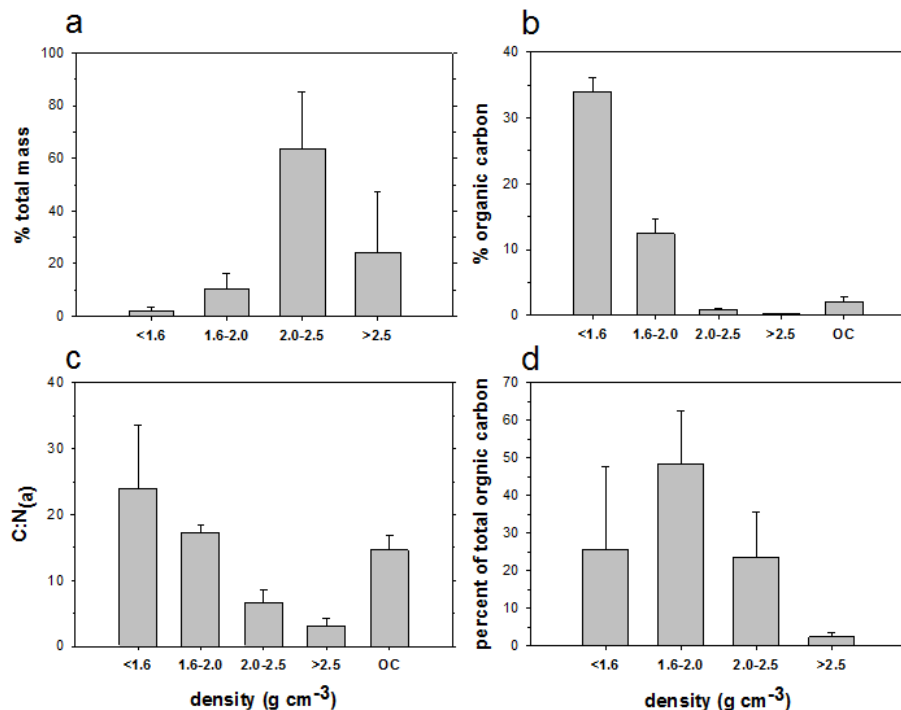 a
% total mass
100
80
60
40
20
0
<1.6 1.6-2.0 2.0-2.5 >2.5
b
% organic carbon
40
30
20
10
0
<1.6 1.6-2.0 2.0-2.5 >2.5 OC
c
C:N(a)
40
30
20
10
0
<1.6 1.6-2.0 2.0-2.5 >2.5 OC
density (g cm-3)
d
percent of total orgnic carbon
70
60
50
40
30
20
10
0
<1.6 1.6-2.0 2.0-2.5 >2.5
density (g cm-3)